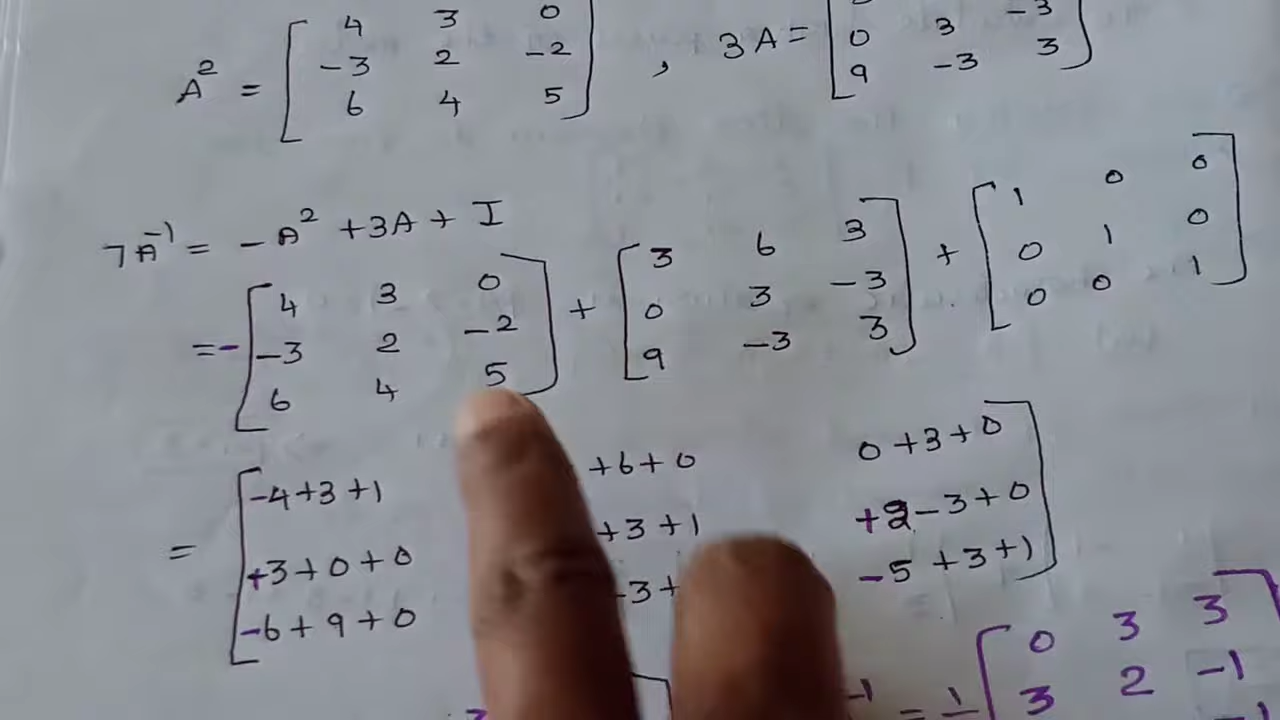 4 3 0 -3
A² = [ -3 2 -2 ] , 3A = [ 0 3 3 ]
6 4 5 9 -3
7A⁻¹ = -A² + 3A + I
= - [ 4 3 0 ] + [ 3 6 3 ] + [ 1 0 0 ]
-3 2 -2 0 3 -3 0 1 0
6 4 5 9 -3 3 0 0 1
= [ -4+3+1 +6+0 0+3+0 ]
+3+0+0 +3+1 +2-3+0
-6+9+0 -3+ -5+3+1
⁻¹ = 1 [ 0 3 3
3 2 -1